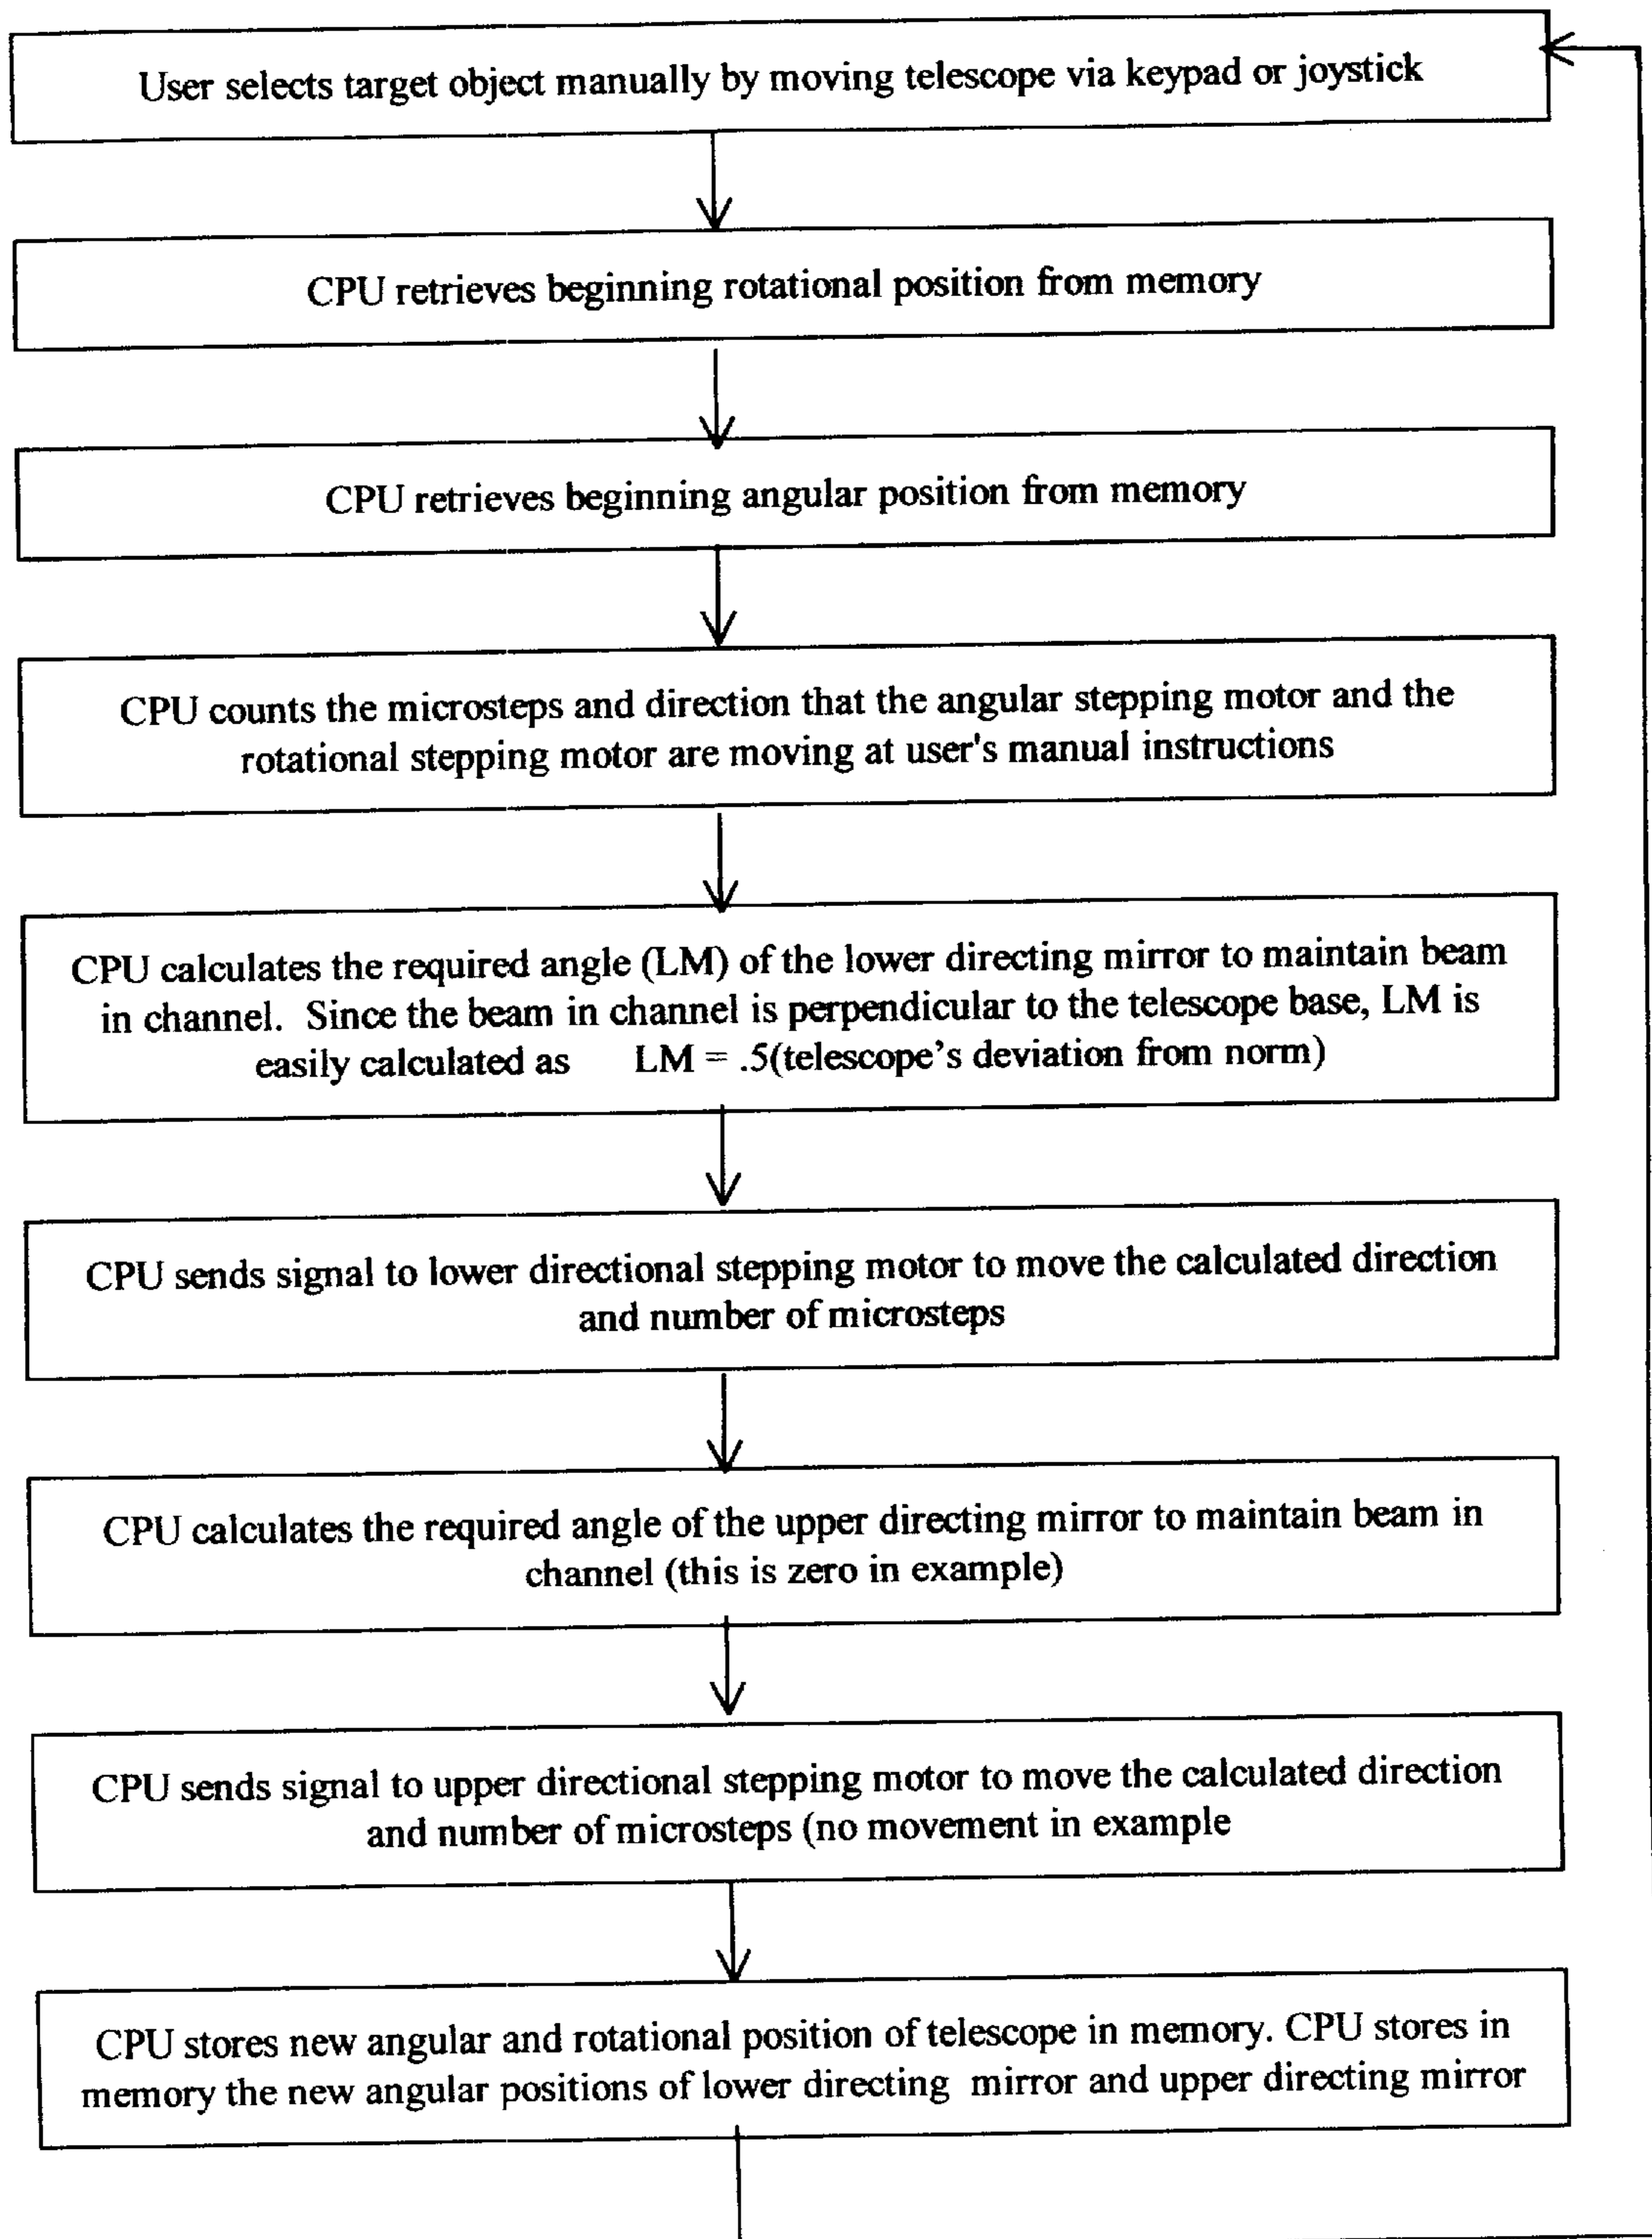 User selects target object manually by moving telescope via keypad or joystick
CPU retrieves beginning rotational position from memory
CPU retrieves beginning angular position from memory
CPU counts the microsteps and direction that the angular stepping motor and the
rotational stepping motor are moving at user's manual instructions
CPU calculates the required angle (LM) of the lower directing mirror to maintain beam
in channel.  Since the beam in channel is perpendicular to the telescope base, LM is
easily calculated as      LM = .5(telescope’s deviation from norm)
CPU sends signal to lower directional stepping motor to move the calculated direction
and number of microsteps
CPU calculates the required angle of the upper directing mirror to maintain beam in
channel (this is zero in example)
CPU sends signal to upper directional stepping motor to move the calculated direction
and number of microsteps (no movement in example
CPU stores new angular and rotational position of telescope in memory. CPU stores in
memory the new angular positions of lower directing  mirror and upper directing mirror